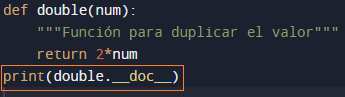 def double(num):
    """Función para duplicar el valor"""
    return 2*num
print(double.__doc__)